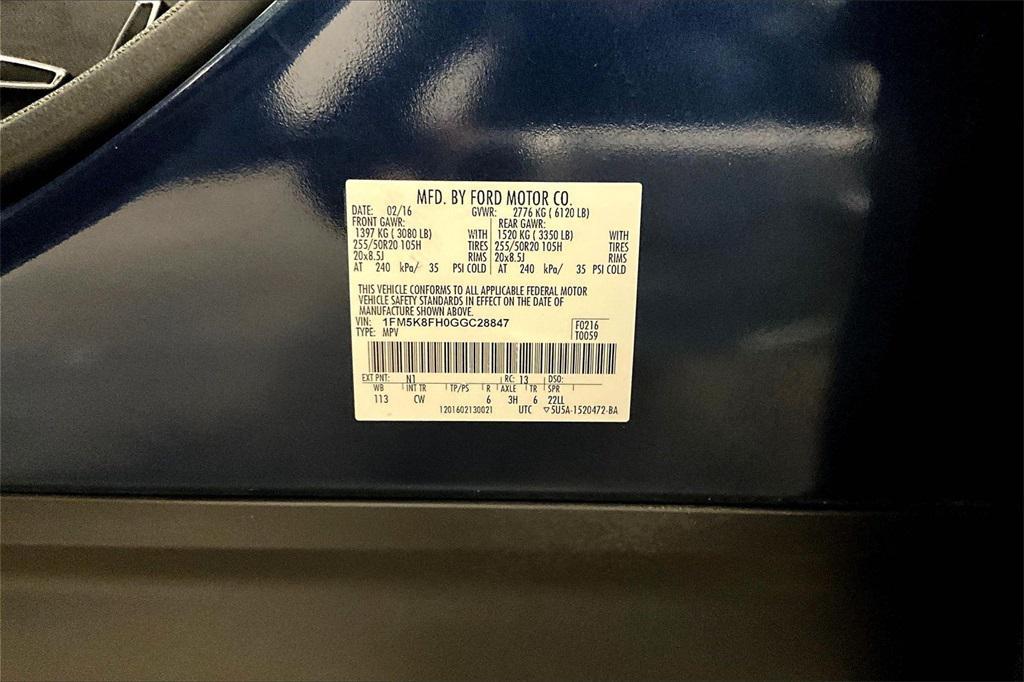 MFD. BY FORD MOTOR CO.
DATE: 02/16 GVWR: 2776 KG ( 6120 LB)
FRONT GAWR: REAR GAWR:
1397 KG ( 3080 LB) WITH 1520 KG ( 3350 LB) WITH
255/50R20 105H TIRES 255/50R20 105H TIRES
20x8.5J RIMS 20x8.5J RIMS
AT 240 kPa/ 35 PSI COLD AT 240 kPa/ 35 PSI COLD
THIS VEHICLE CONFORMS TO ALL APPLICABLE FEDERAL MOTOR
VEHICLE SAFETY STANDARDS IN EFFECT ON THE DATE OF
MANUFACTURE SHOWN ABOVE.
VIN: 1FM5K8FH0GGC28847 F0216
TYPE: MPV T0059
EXT PNT: N1 RC: 13 DSO:
WB INT TR TP/PS R AXLE TR SPR
113 CW 6 3H 6 22LL
1201602130021 UTC ▽5U5A-1520472-BA